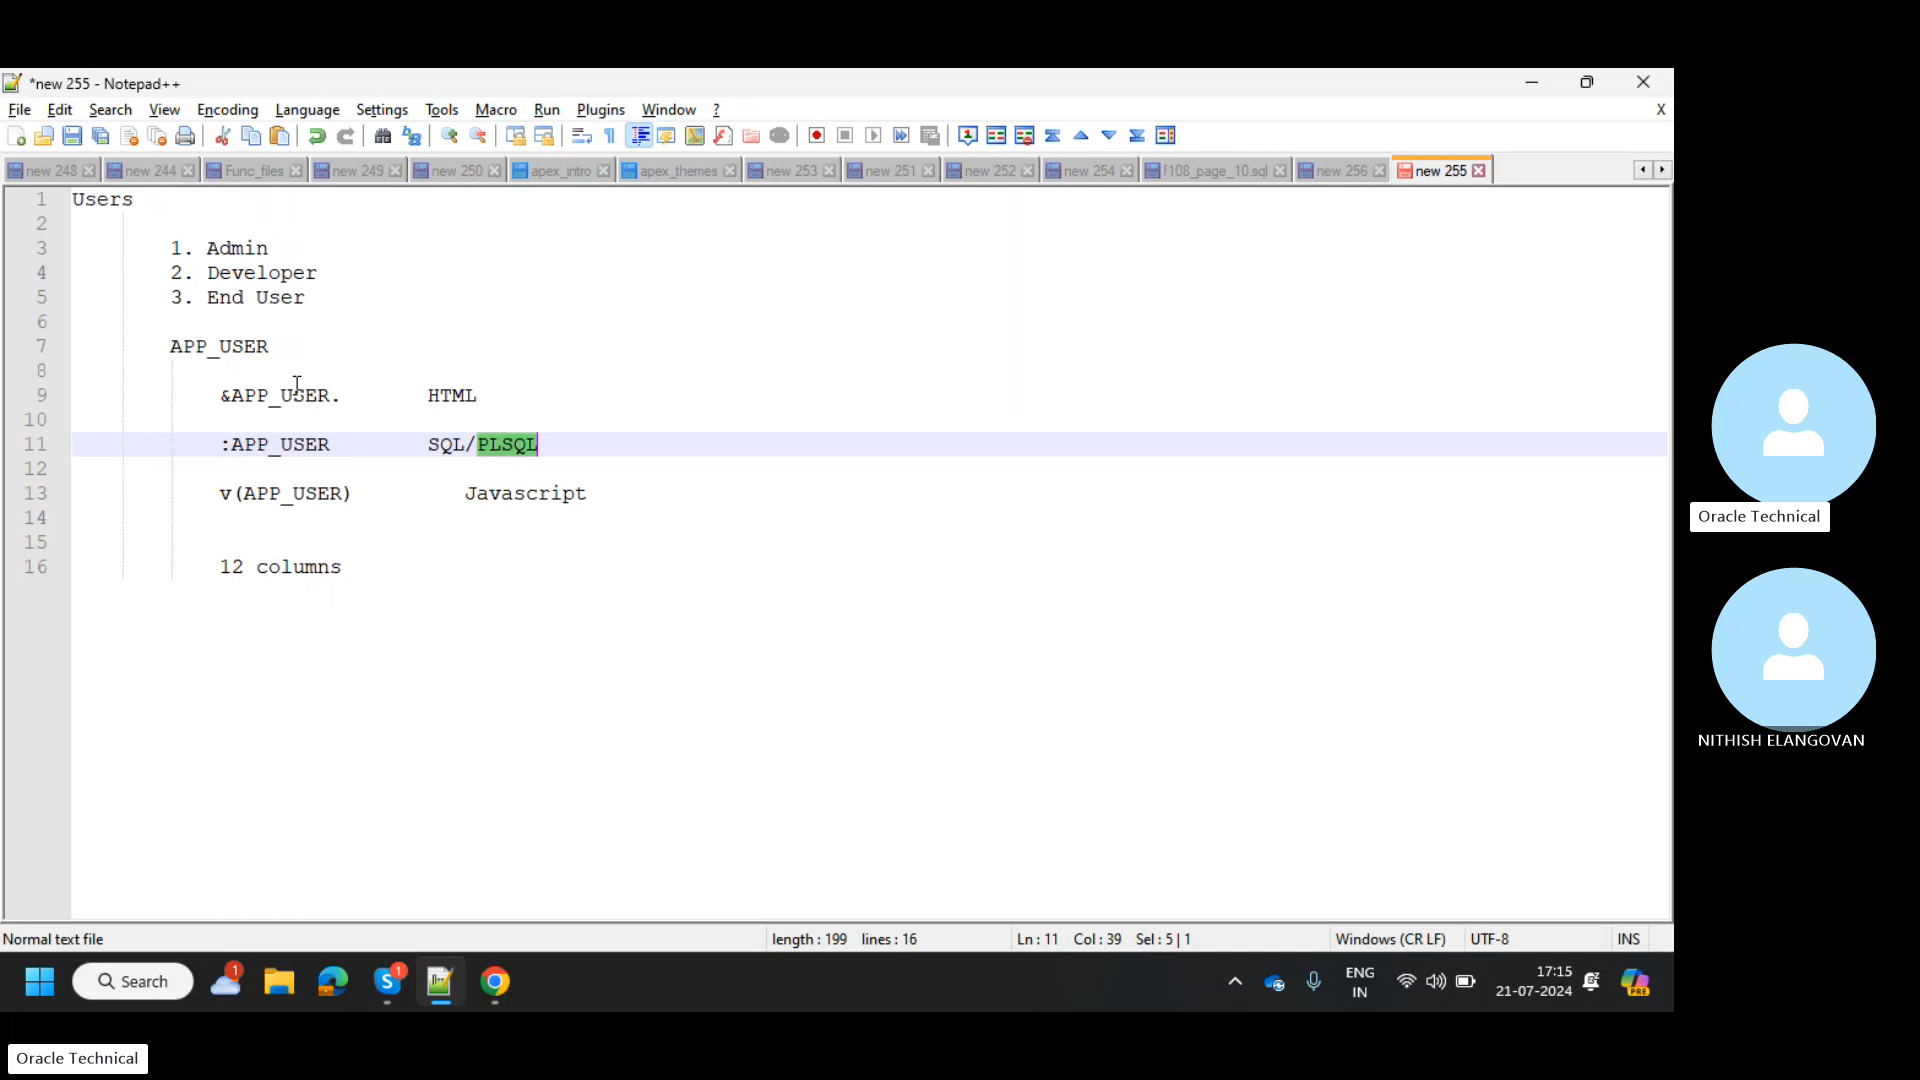 *new 255 - Notepad++
File Edit Search View Encoding Language Settings Tools Macro Run Plugins Window ? X
new 248 new 244 Func_files new 249 new 250 apex_intro apex_themes new 253 new 251 new 252 new 254 f108_page_10.sql new 256 new 255
1 Users
2
3 1. Admin
4 2. Developer
5 3. End User
6
7 APP_USER
8
9 &APP_USER. HTML
10
11 :APP_USER SQL/PLSQL
12
13 v(APP_USER) Javascript
14
15
16 12 columns
Oracle Technical
NITHISH ELANGOVAN
Normal text file length : 199 lines : 16 Ln : 11 Col : 39 Sel : 5 | 1 Windows (CR LF) UTF-8 INS
Search 1 S 1 ENG IN 17:15 21-07-2024 PRE
Oracle Technical